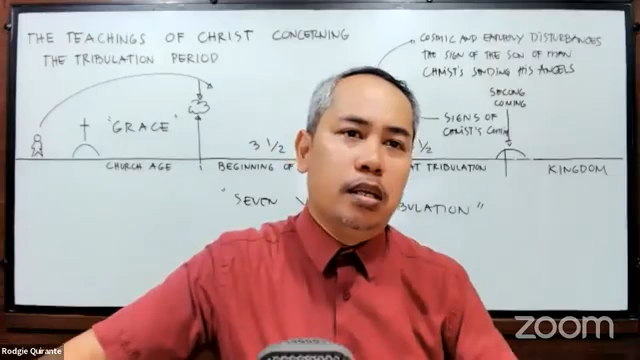 THE TEACHINGS OF CHRIST CONCERNING
THE TRIBULATION PERIOD
COSMIC AND EARTHLY DISTURBANCES
THE SIGN OF THE SON OF MAN
CHRIST'S SENDING HIS ANGELS
SECOND
COMING
"GRACE"
SIGNS OF
CHRIST'S
3 1/2
1/2
CHURCH AGE
BEGINNING OF
TRIBULATION
KINGDOM
"SEVEN
BULATION"
zoom
Rodgie Quirante